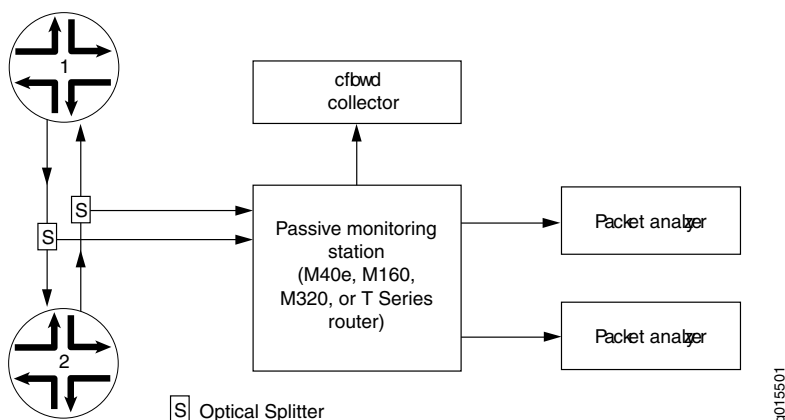 1
cfbwd
collector
S
S
Passive monitoring
station
(M40e, M160,
M320, or T Series
router)
Packet analyzer
Packet analyzer
2
S Optical Splitter
g015501